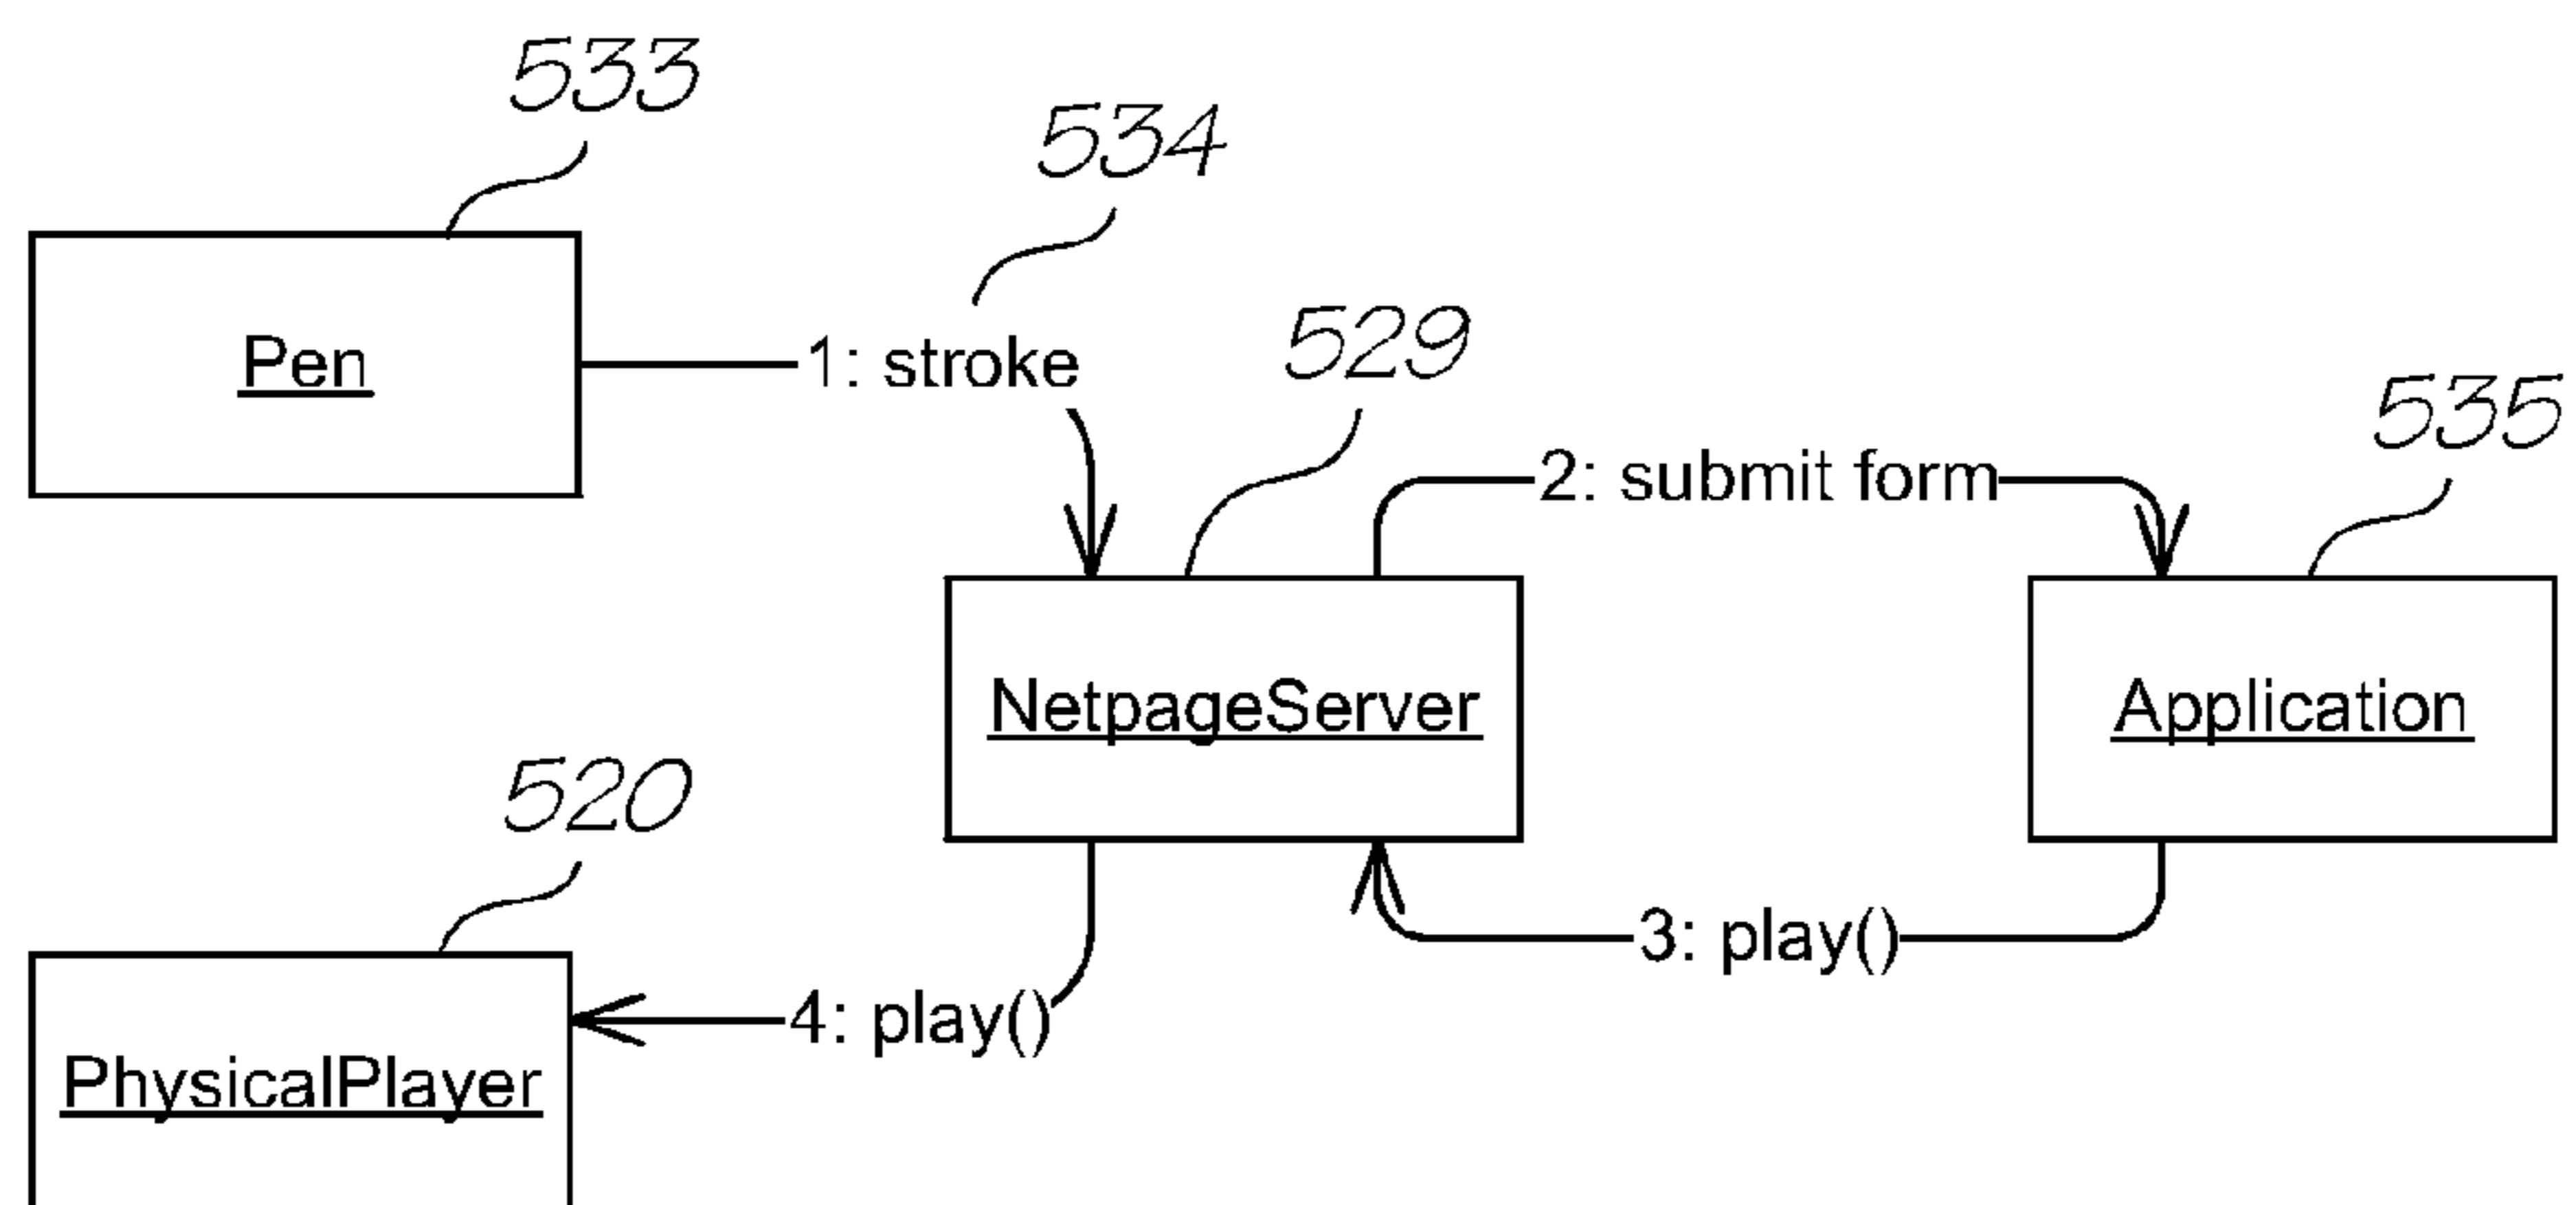 533
534
Pen
1: stroke
529
535
2: submit form
NetpageServer
Application
520
3: play()
4: play()
PhysicalPlayer